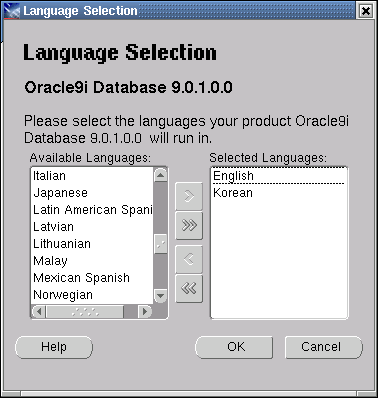 Language Selection
Language Selection
Oracle9i Database 9.0.1.0.0
Please select the languages your product Oracle9i
Database 9.0.1.0.0 will run in.
Available Languages:
Italian
Japanese
Latin American Spani
Latvian
Lithuanian
Malay
Mexican Spanish
Norwegian
Selected Languages:
English
Korean
Help
OK
Cancel